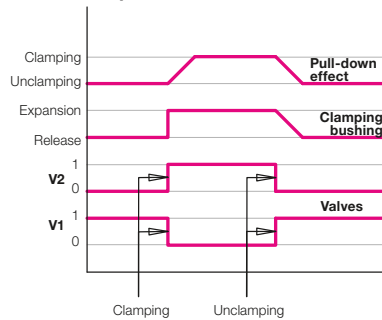 Clamping
Pull-down
Unclamping
effect
Expansion
Clamping
bushing
Release
1
V2
0
Valves
1
V1
0
Clamping Unclamping